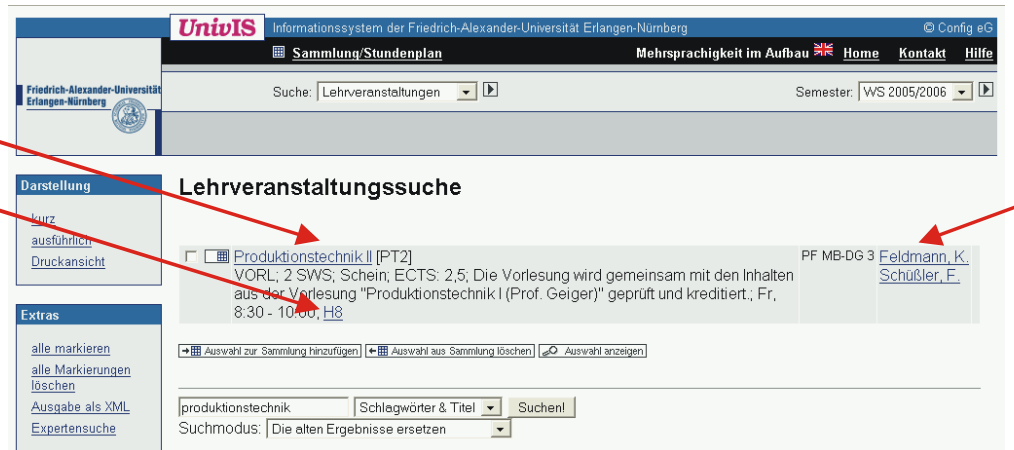 UnivIS Informationssystem der Friedrich-Alexander-Universität Erlangen-Nürnberg © Config eG
Sammlung/Stundenplan Mehrsprachigkeit im Aufbau Home Kontakt Hilfe
Friedrich-Alexander-Universität
Erlangen-Nürnberg
Suche: Lehrveranstaltungen Semester: WS 2005/2006
Darstellung
kurz
ausführlich
Druckansicht
Extras
alle markieren
alle Markierungen
löschen
Ausgabe als XML
Expertensuche
Lehrveranstaltungssuche
Produktionstechnik II [PT2] PF MB-DG 3 Feldmann, K.
VORL; 2 SWS; Schein; ECTS: 2,5; Die Vorlesung wird gemeinsam mit den Inhalten Schüßler, F.
aus der Vorlesung "Produktionstechnik I (Prof. Geiger)" geprüft und kreditiert.; Fr,
8:30 - 10:00, H8
Auswahl zur Sammlung hinzufügen Auswahl aus Sammlung löschen Auswahl anzeigen
produktionstechnik Schlagwörter & Titel Suchen!
Suchmodus: Die alten Ergebnisse ersetzen